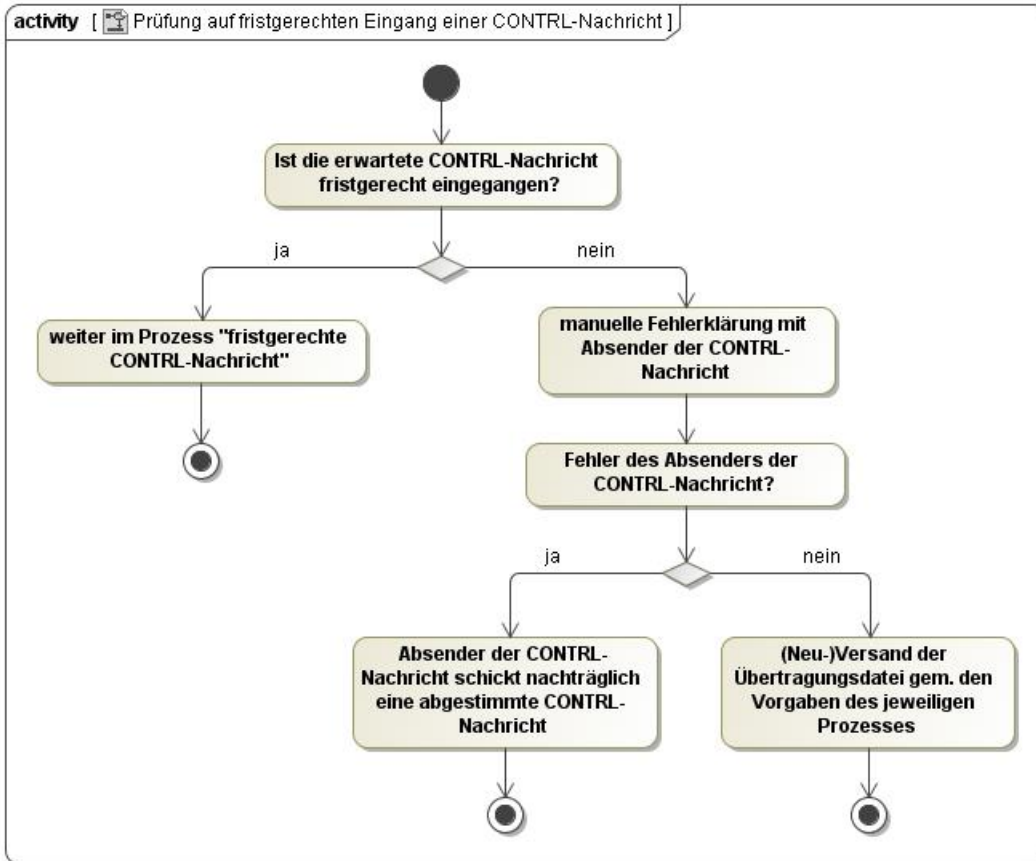 activity [ Prüfung auf fristgerechten Eingang einer CONTRL-Nachricht ]
Ist die erwartete CONTRL-Nachricht
fristgerecht eingegangen?
ja
nein
weiter im Prozess "fristgerechte
CONTRL-Nachricht"
manuelle Fehlerklärung mit
Absender der CONTRL-
Nachricht
Fehler des Absenders der
CONTRL-Nachricht?
ja
nein
Absender der CONTRL-
Nachricht schickt nachträglich
eine abgestimmte CONTRL-
Nachricht
(Neu-)Versand der
Übertragungsdatei gem. den
Vorgaben des jeweiligen
Prozesses